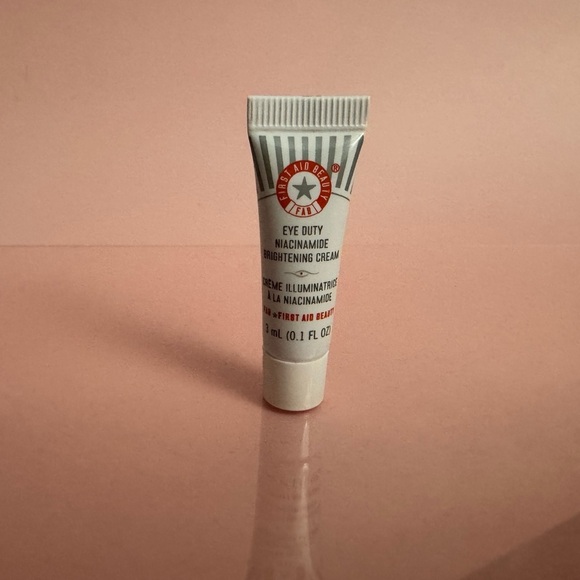 FIRST AID BEAUTY
FAB
EYE DUTY
NIACINAMIDE
BRIGHTENING CREAM
CRÈME ILLUMINATRICE
À LA NIACINAMIDE
FAB FIRST AID BEAUTY
3 mL (0.1 FL OZ)